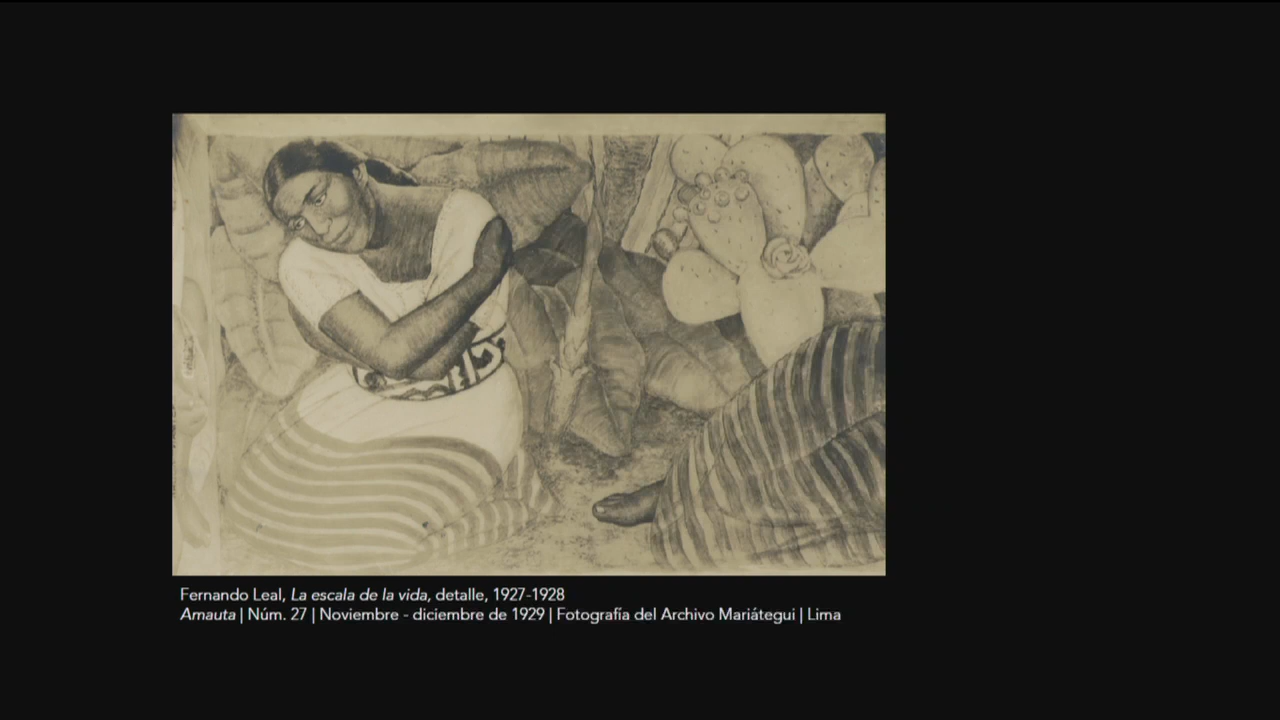 Fernando Leal, La escala de la vida, detalle, 1927-1928
Amauta | Núm. 27 | Noviembre - diciembre de 1929 | Fotografía del Archivo Mariátegui | Lima